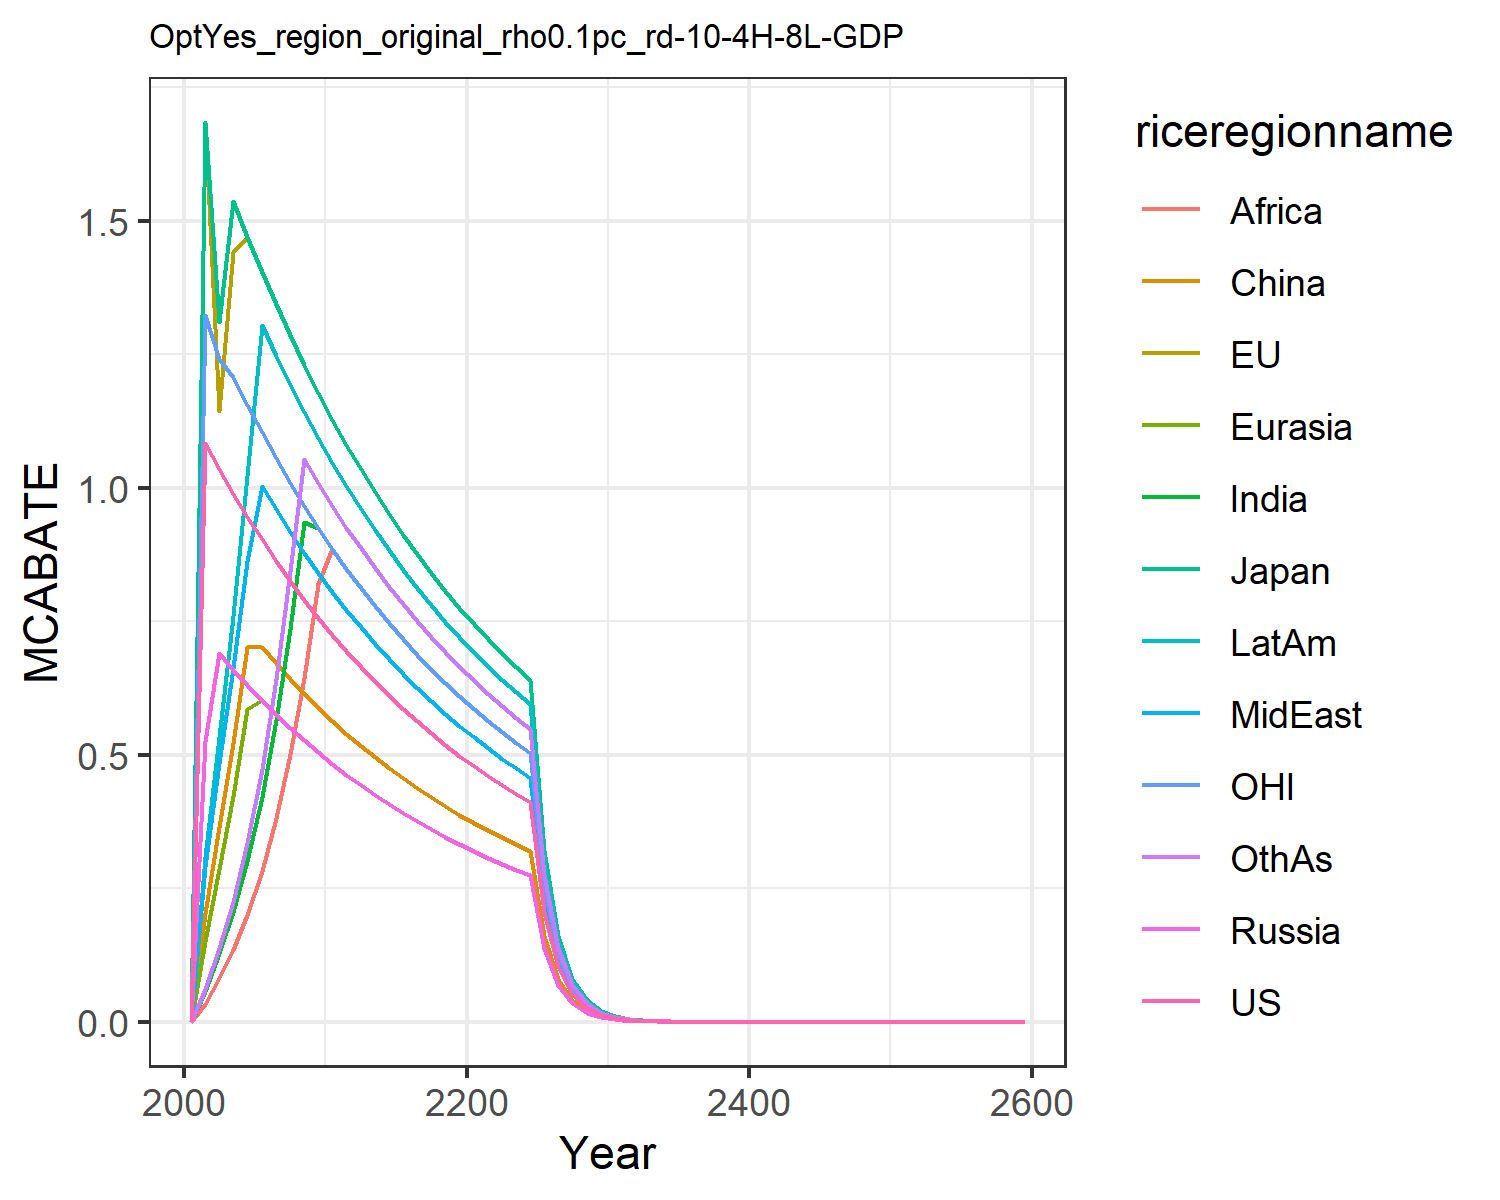 OptYes_region_original_rho0.1pc_rd-10-4H-8L-GDP
riceregionname
Africa
China
EU
Eurasia
India
Japan
LatAm
MidEast
OHI
OthAs
Russia
US
MCABATE
1.5
1.0
0.5
0.0
2000 2200 2400 2600
Year